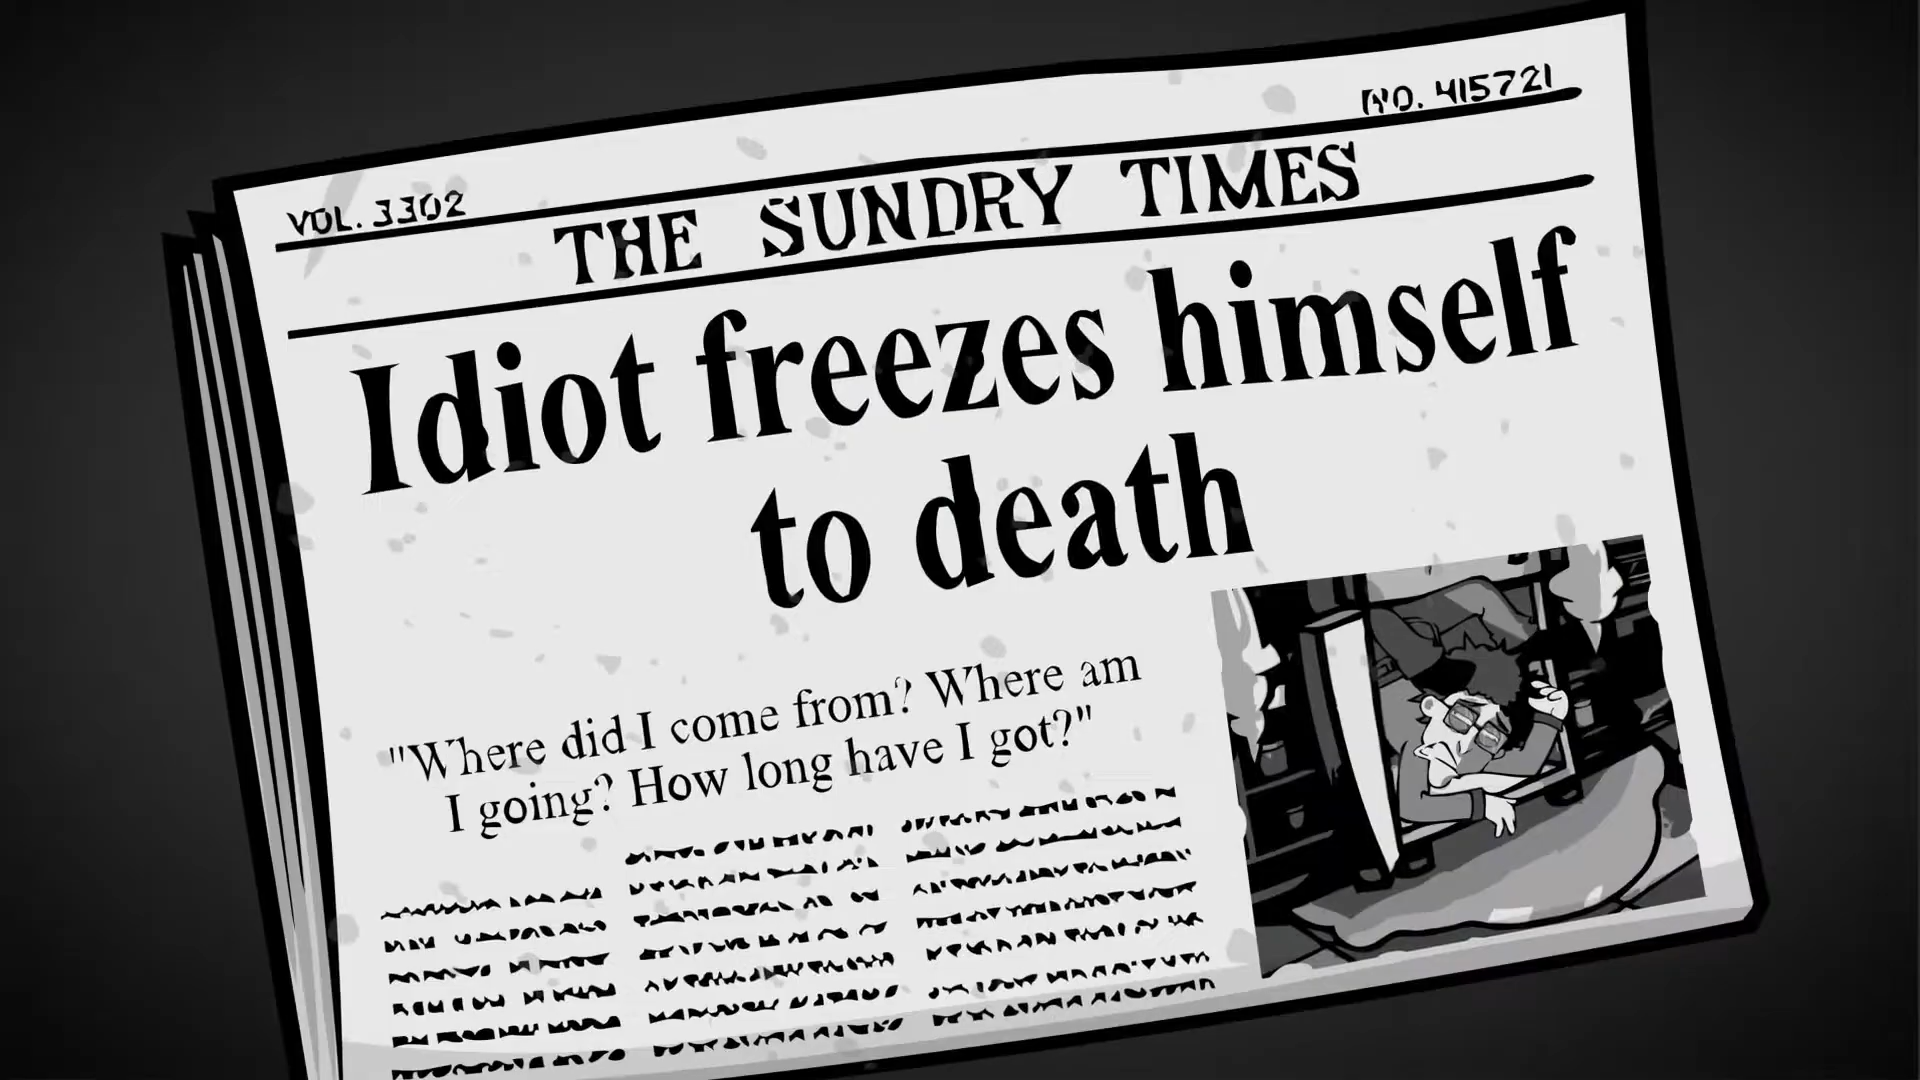 NO. 415721
VOL. 3302
THE SUNDRY TIMES
Idiot freezes himself
to death
"Where did I come from? Where am
I going? How long have I got?"